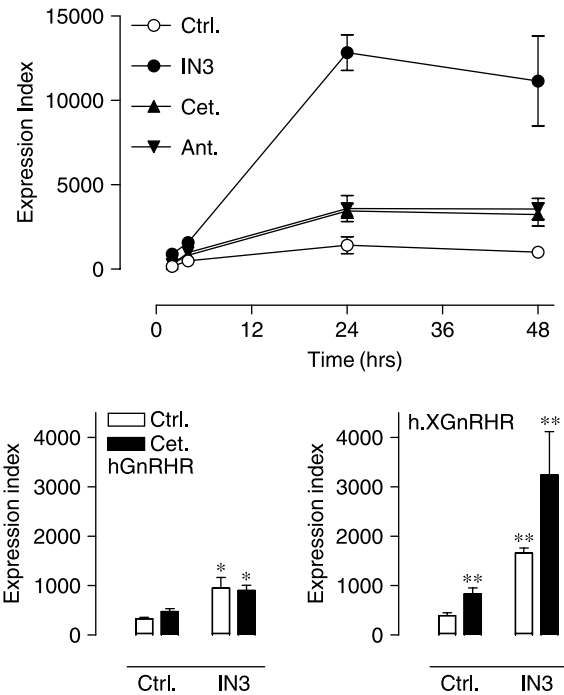 Expression Index
15000
10000
5000
0
Ctrl.
IN3
Cet.
Ant.
0 12 24 36 48
Time (hrs)
Expression index
4000
3000
2000
1000
0
Ctrl.
Cet.
hGnRHR
* *
Ctrl. IN3
Expression index
4000
3000
2000
1000
0
h.XGnRHR
**
**
**
Ctrl. IN3